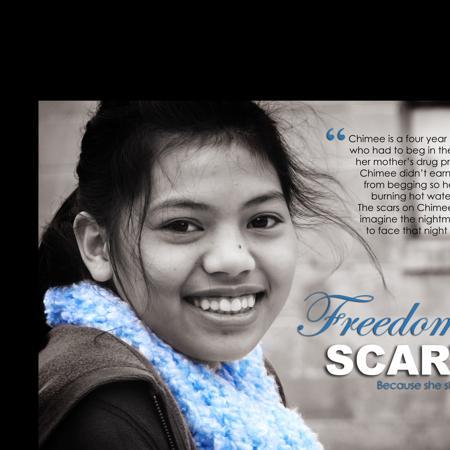 “ Chimee is a four year
who had to beg in the
her mother's drug pr
Chimee didn't earn
from begging so he
burning hot wate
The scars on Chimee
imagine the nightm
to face that night
Freedom
SCAR
Because she s